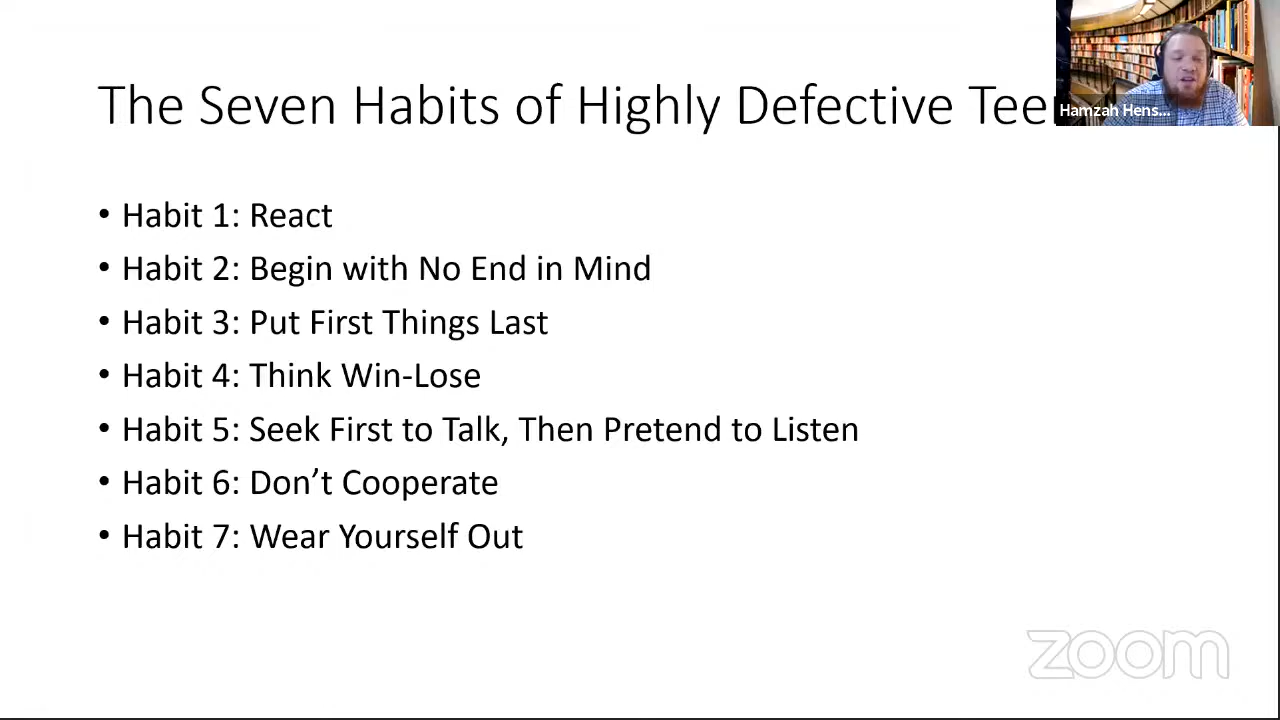 The Seven Habits of Highly Defective Tee
Hamzah Hens...
• Habit 1: React
• Habit 2: Begin with No End in Mind
• Habit 3: Put First Things Last
• Habit 4: Think Win-Lose
• Habit 5: Seek First to Talk, Then Pretend to Listen
• Habit 6: Don’t Cooperate
• Habit 7: Wear Yourself Out
zoom